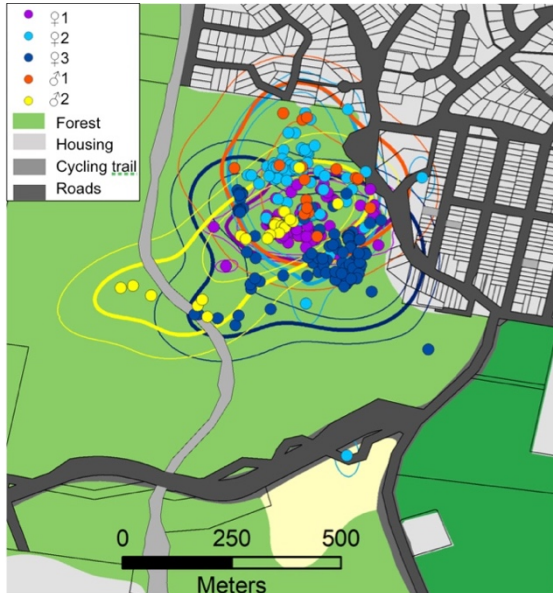 ♀1
♀2
♀3
♂1
♂2
Forest
Housing
Cycling trail
Roads
0 250 500
Meters